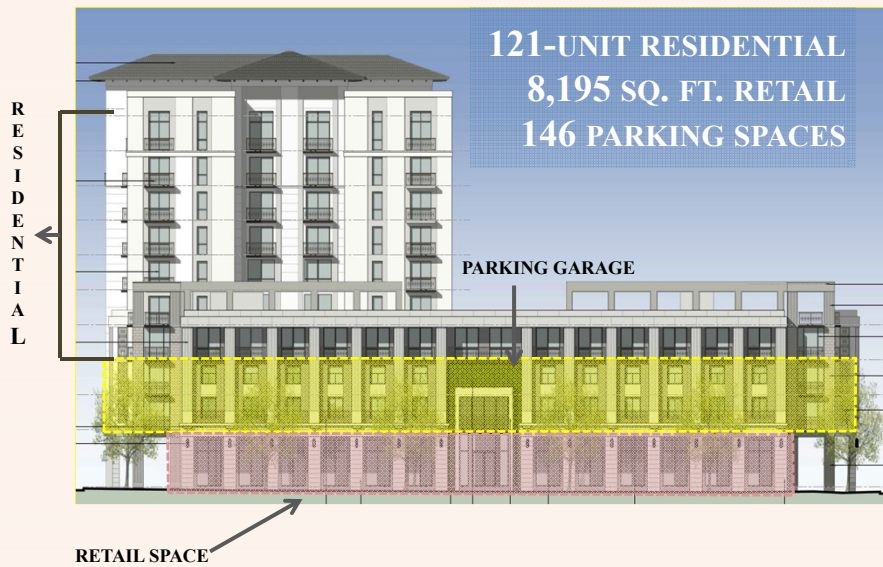 121-UNIT RESIDENTIAL
8,195 SQ. FT. RETAIL
146 PARKING SPACES
RESIDENTIAL
PARKING GARAGE
RETAIL SPACE